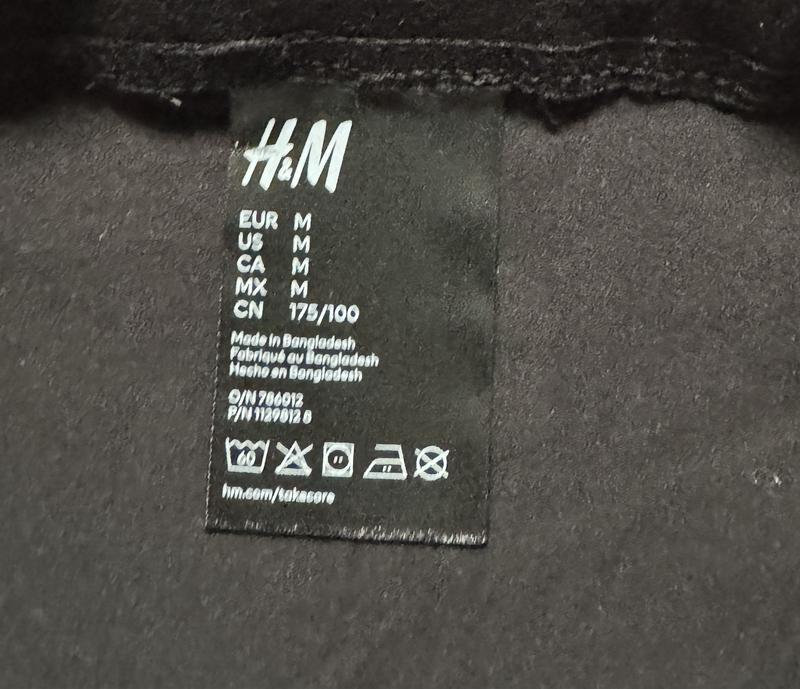 H&M
EUR M
US M
CA M
MX M
CN 175/100
Made in Bangladesh
Fabriqué au Bangladesh
Hecho en Bangladesh
O/N 786012
P/N 1129812 8
60
hm.com/takecare